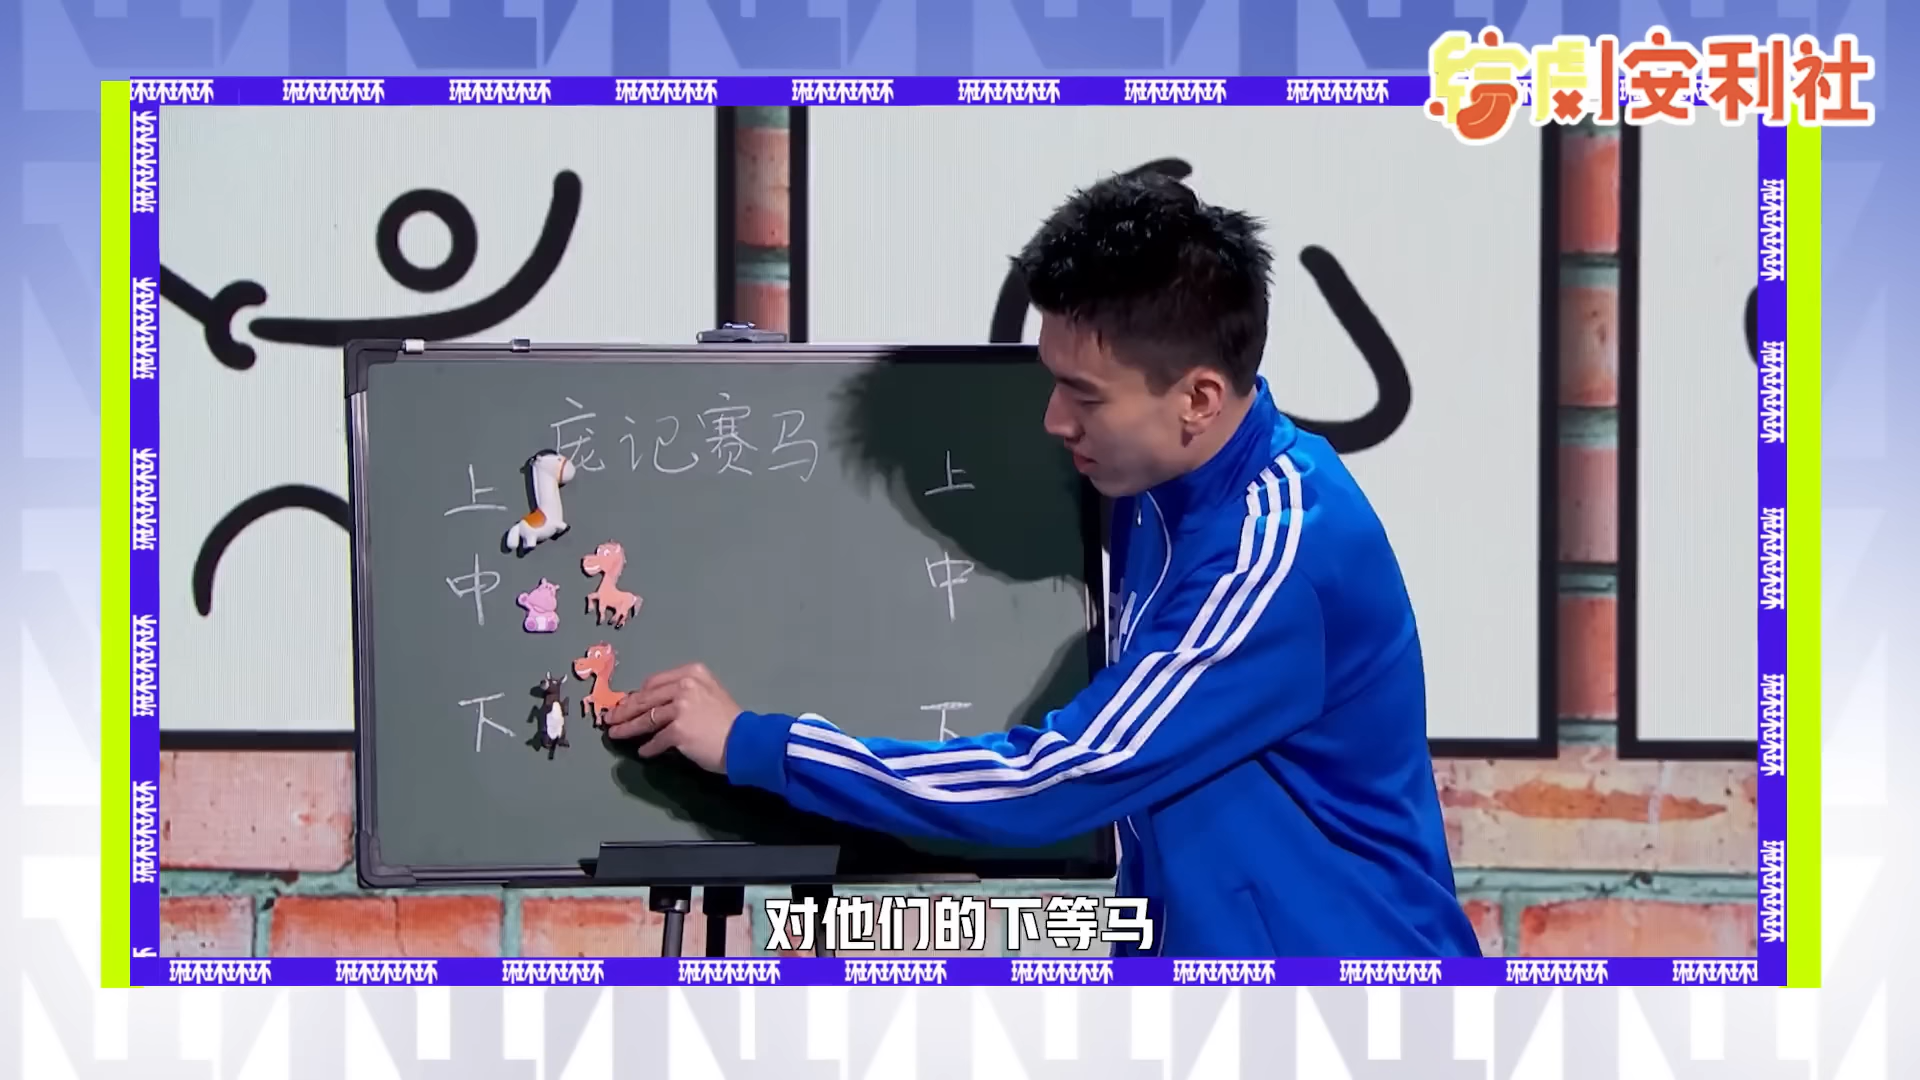 综劇安利社
庞记赛马
上
上
中
中
下
下
对他们的下等马